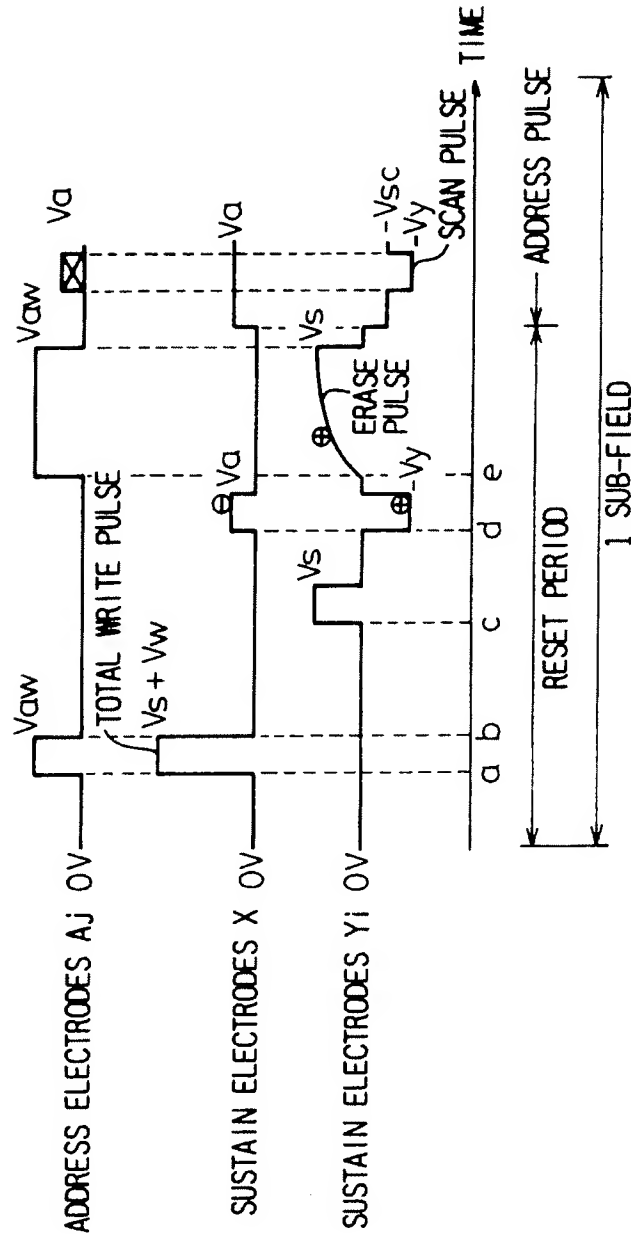 Vaw
Vaw
Va
ADDRESS ELECTRODES Aj 0V
TOTAL WRITE PULSE
Vs + Vw
⊖ Va
Va
SUSTAIN ELECTRODES X 0V
Vs
Vs
⊕
ERASE
PULSE
SUSTAIN ELECTRODES Yi 0V
⊕
-Vy
-Vsc
-Vy
SCAN PULSE
a b c d e
TIME
RESET PERIOD
ADDRESS PULSE
1 SUB-FIELD